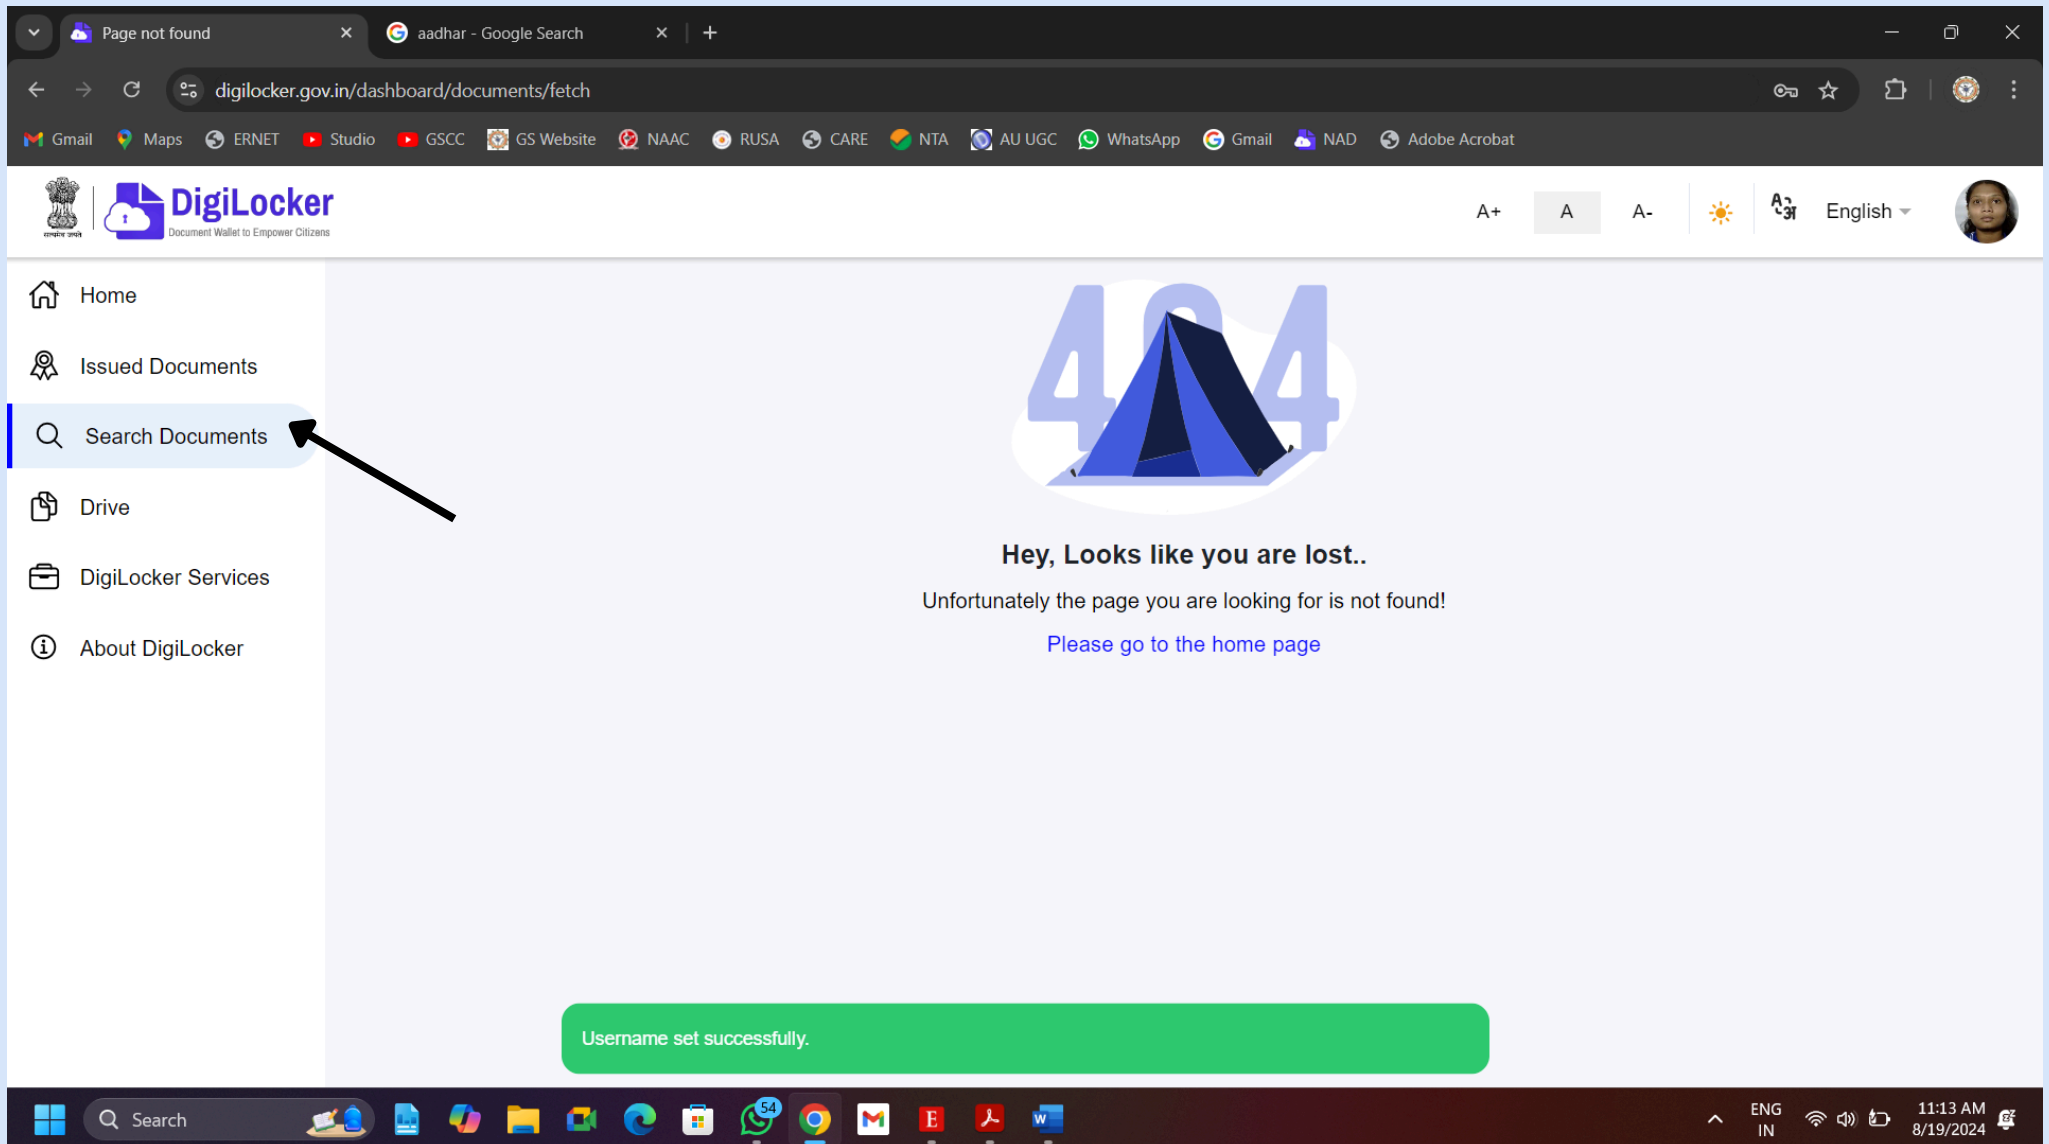 Page not found
aadhar - Google Search
digilocker.gov.in/dashboard/documents/fetch
Gmail Maps ERNET Studio GSCC GS Website NAAC RUSA CARE NTA AU UGC WhatsApp Gmail NAD Adobe Acrobat
सत्यमेव जयते
DigiLocker
Document Wallet to Empower Citizens
A+ A A- English
Home
Issued Documents
Search Documents
Drive
DigiLocker Services
About DigiLocker
404
Hey, Looks like you are lost..
Unfortunately the page you are looking for is not found!
Please go to the home page
Username set successfully.
Search
54
ENG
IN
11:13 AM
8/19/2024